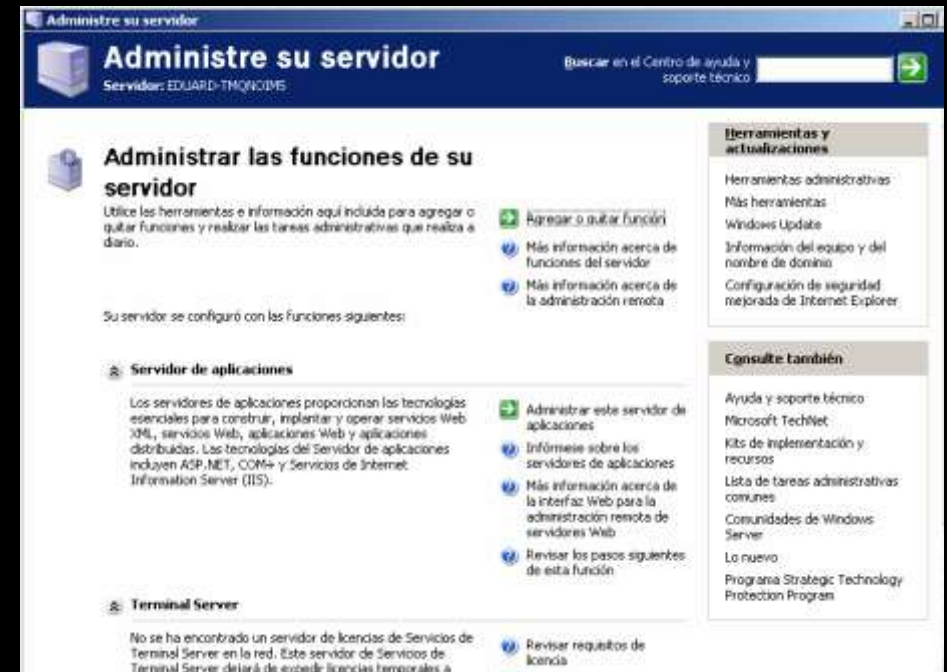 Administre su servidor
Administre su servidor
Servidor: EDUARD-TMQNOIMS
Buscar en el Centro de ayuda y
soporte técnico
Administrar las funciones de su
servidor
Utilice las herramientas e información aquí incluida para agregar o
quitar funciones y realizar las tareas administrativas que realiza a
diario.
Agregar o quitar función
Más información acerca de
funciones del servidor
Más información acerca de
la administración remota
Su servidor se configuró con las funciones siguientes:
Servidor de aplicaciones
Los servidores de aplicaciones proporcionan las tecnologías
esenciales para construir, implantar y operar servicios Web
XML, servicios Web, aplicaciones Web y aplicaciones
distribuidas. Las tecnologías del Servidor de aplicaciones
incluyen ASP.NET, COM+ y Servicios de Internet
Information Server (IIS).
Administrar este servidor de
aplicaciones
Infórmese sobre los
servidores de aplicaciones
Más información acerca de
la interfaz Web para la
administración remota de
servidores Web
Revisar los pasos siguientes
de esta función
Terminal Server
No se ha encontrado un servidor de licencias de Servicios de
Terminal Server en la red. Este servidor de Servicios de
Terminal Server dejará de expedir licencias temporales a
Revisar requisitos de
licencia
Herramientas y
actualizaciones
Herramientas administrativas
Más herramientas
Windows Update
Información del equipo y del
nombre de dominio
Configuración de seguridad
mejorada de Internet Explorer
Consulte también
Ayuda y soporte técnico
Microsoft TechNet
Kits de implementación y
recursos
Lista de tareas administrativas
comunes
Comunidades de Windows
Server
Lo nuevo
Programa Strategic Technology
Protection Program